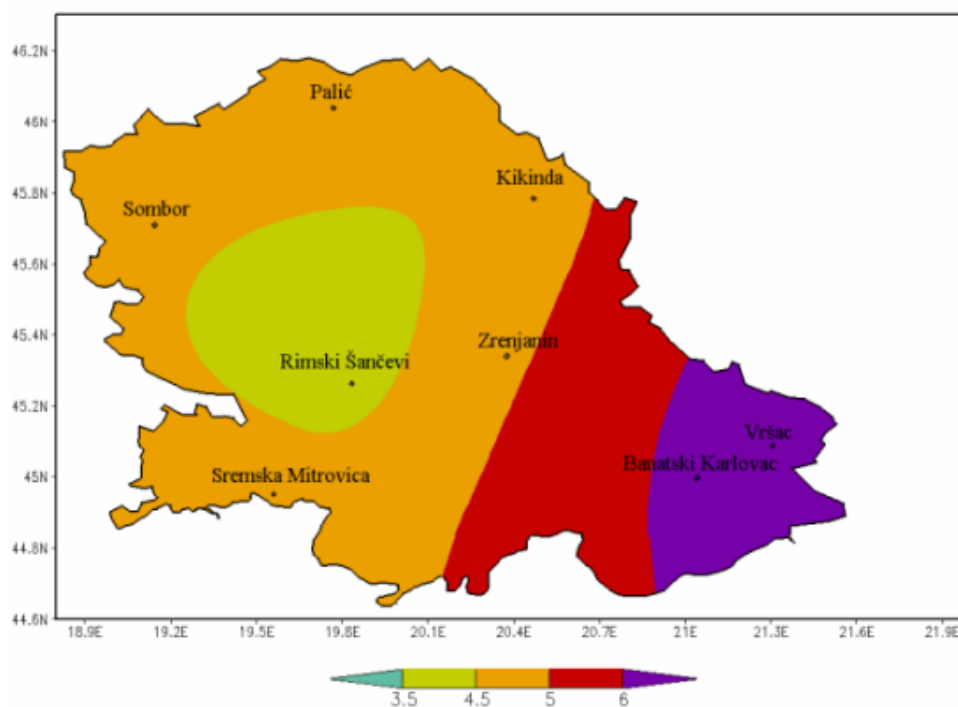 46.2N
Palić
46N
Kikinda
45.8N
Sombor
45.6N
45.4N
Zrenjanin
Rimski Šančevi
45.2N
Vršac
Banatski Karlovac
45N
Sremska Mitrovica
44.8N
44.6N
18.9E 19.2E 19.5E 19.8E 20.1E 20.4E 20.7E 21E 21.3E 21.6E 21.9E
3.5 4.5 5 6